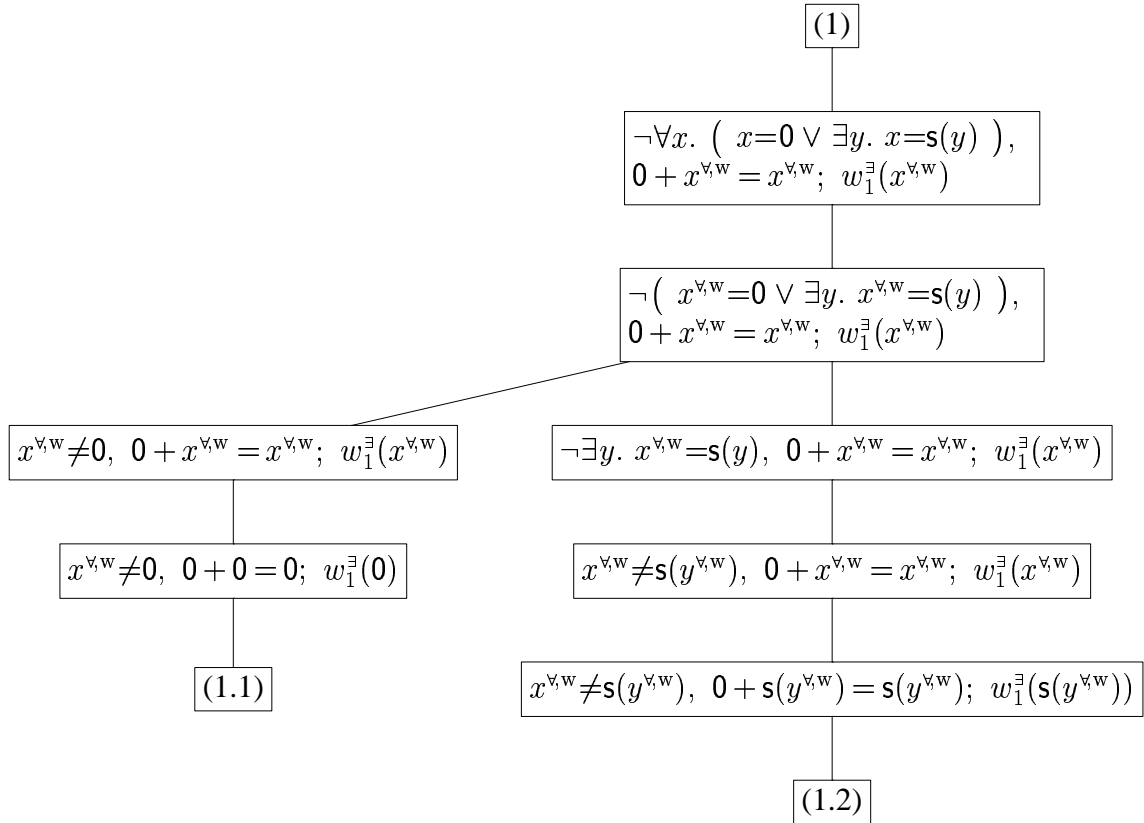 (1)
¬∀x. ( x=0 ∨ ∃y. x=s(y) ),
0 + x^{∀,w} = x^{∀,w}; w_1^∃(x^{∀,w})
¬( x^{∀,w}=0 ∨ ∃y. x^{∀,w}=s(y) ),
0 + x^{∀,w} = x^{∀,w}; w_1^∃(x^{∀,w})
x^{∀,w}≠0, 0 + x^{∀,w} = x^{∀,w}; w_1^∃(x^{∀,w})
¬∃y. x^{∀,w}=s(y), 0 + x^{∀,w} = x^{∀,w}; w_1^∃(x^{∀,w})
x^{∀,w}≠0, 0 + 0 = 0; w_1^∃(0)
x^{∀,w}≠s(y^{∀,w}), 0 + x^{∀,w} = x^{∀,w}; w_1^∃(x^{∀,w})
(1.1)
x^{∀,w}≠s(y^{∀,w}), 0 + s(y^{∀,w}) = s(y^{∀,w}); w_1^∃(s(y^{∀,w}))
(1.2)